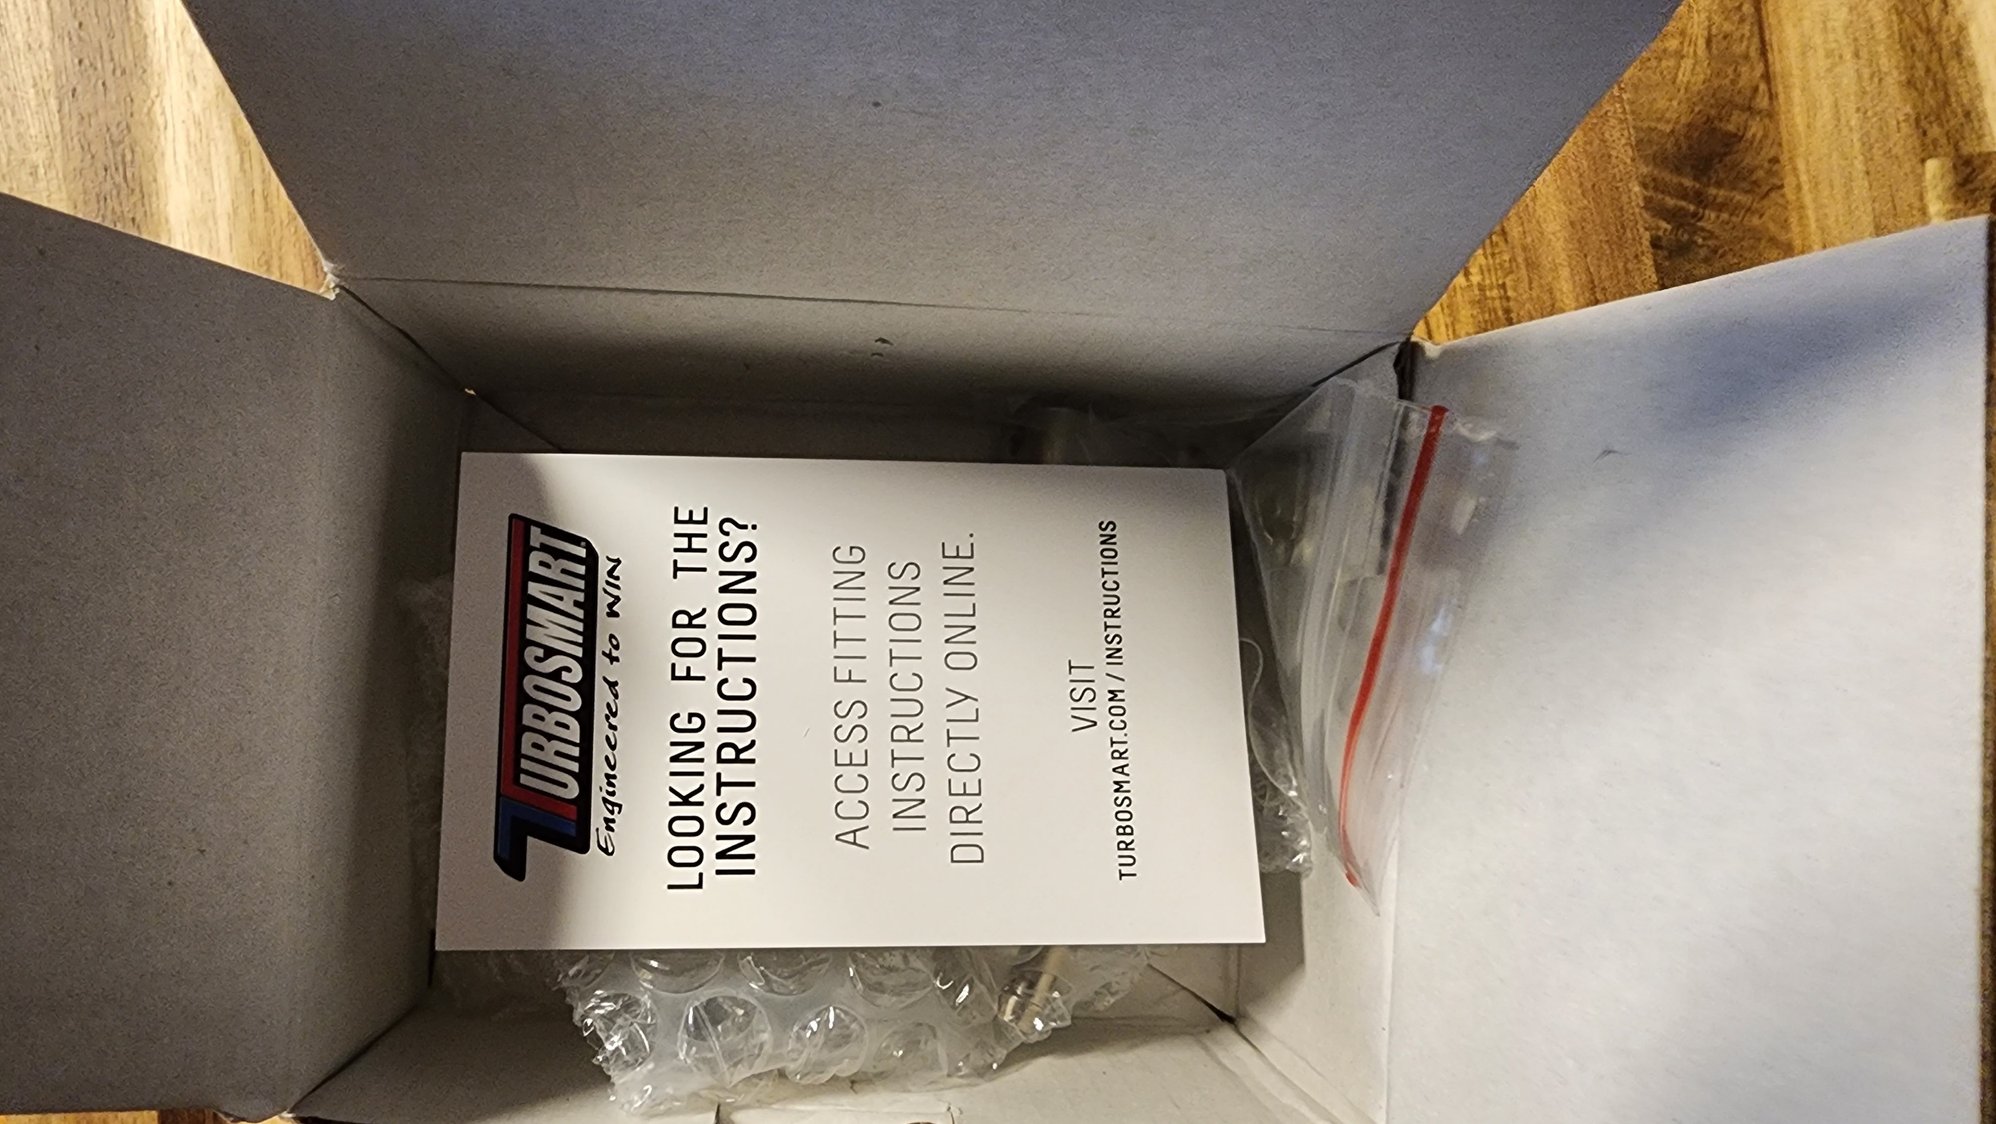 TURBOSMART
Engineered to WIN
LOOKING FOR THE
INSTRUCTIONS?
ACCESS FITTING
INSTRUCTIONS
DIRECTLY ONLINE.
VISIT
TURBOSMART.COM / INSTRUCTIONS